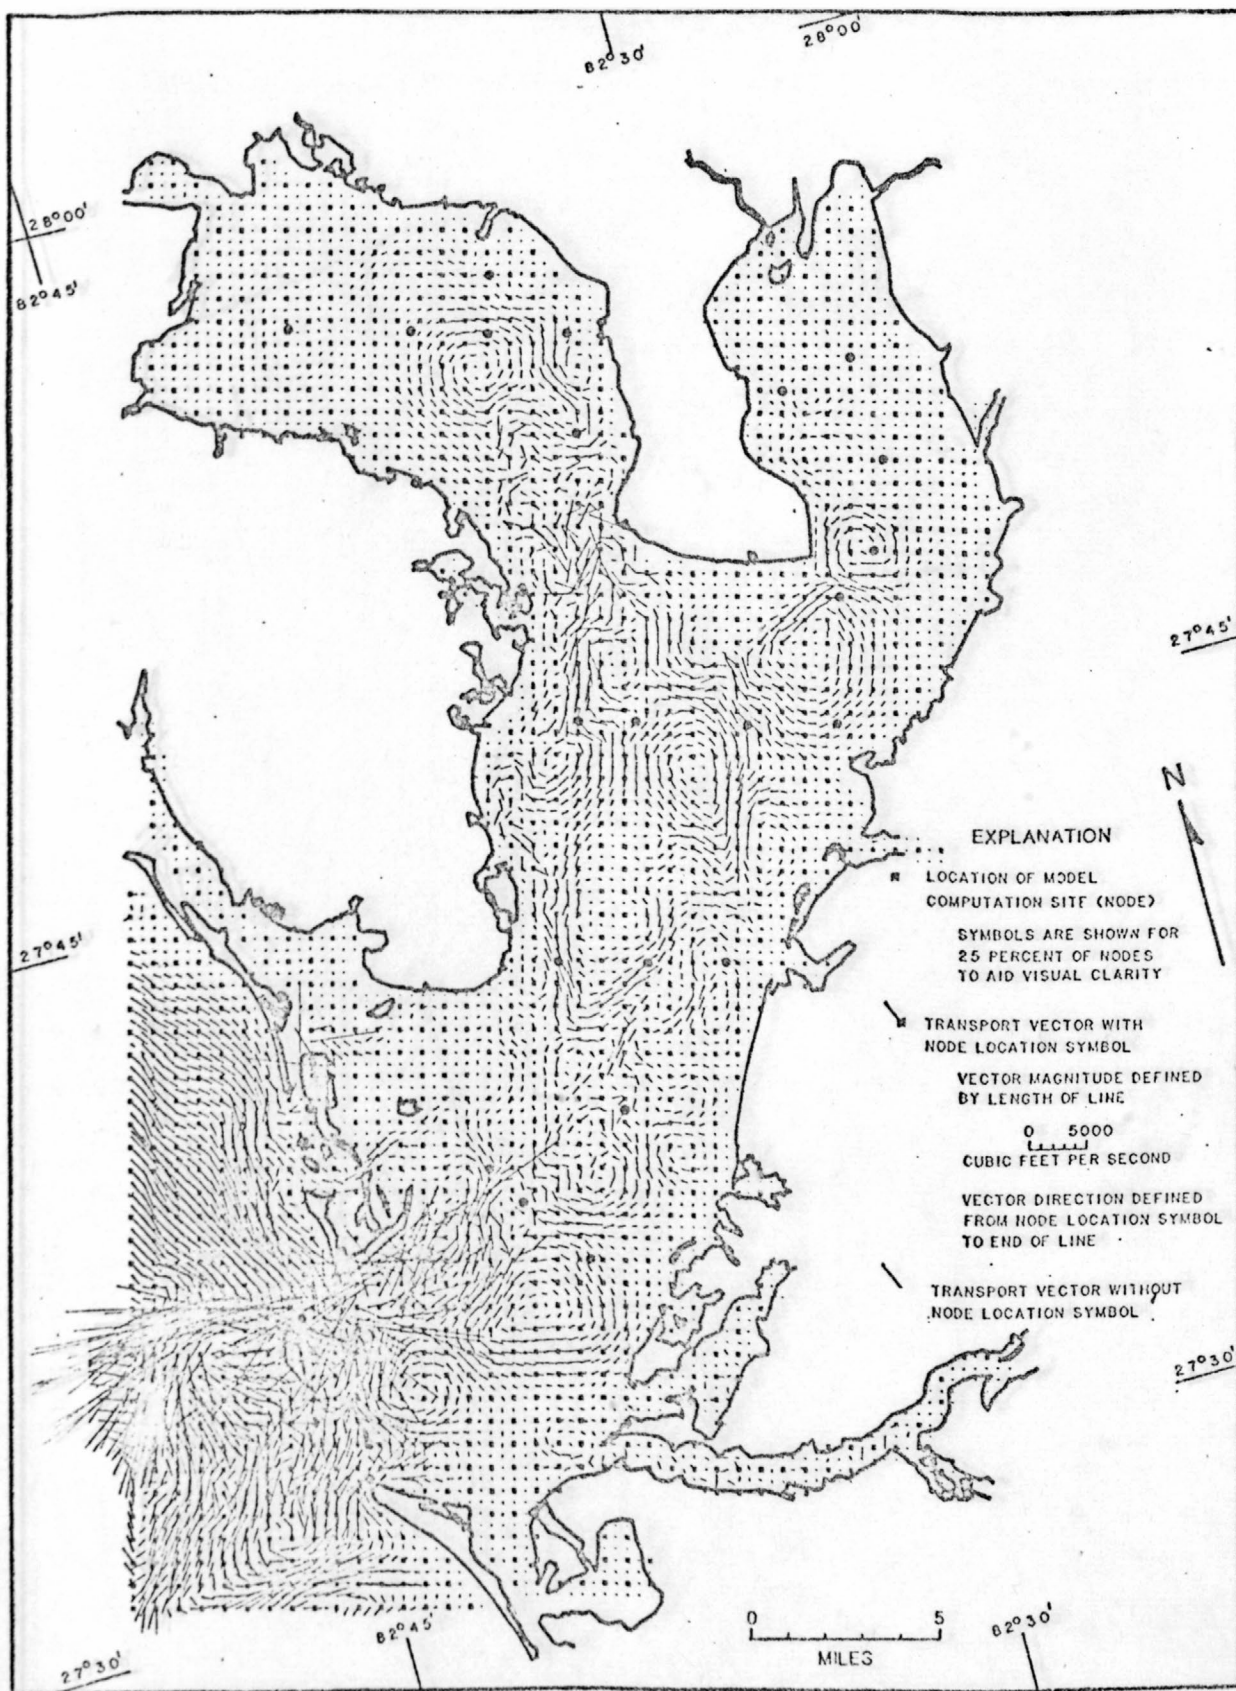 82°30'
28°00'
28°00'
82°45'
27°45'
N
EXPLANATION
LOCATION OF MODEL
COMPUTATION SITE (NODE)
SYMBOLS ARE SHOWN FOR
25 PERCENT OF NODES
TO AID VISUAL CLARITY
27°45'
TRANSPORT VECTOR WITH
NODE LOCATION SYMBOL
VECTOR MAGNITUDE DEFINED
BY LENGTH OF LINE
0 5000
CUBIC FEET PER SECOND
VECTOR DIRECTION DEFINED
FROM NODE LOCATION SYMBOL
TO END OF LINE
TRANSPORT VECTOR WITHOUT
NODE LOCATION SYMBOL
27°30'
0 5
MILES
82°45'
82°30'
27°30'